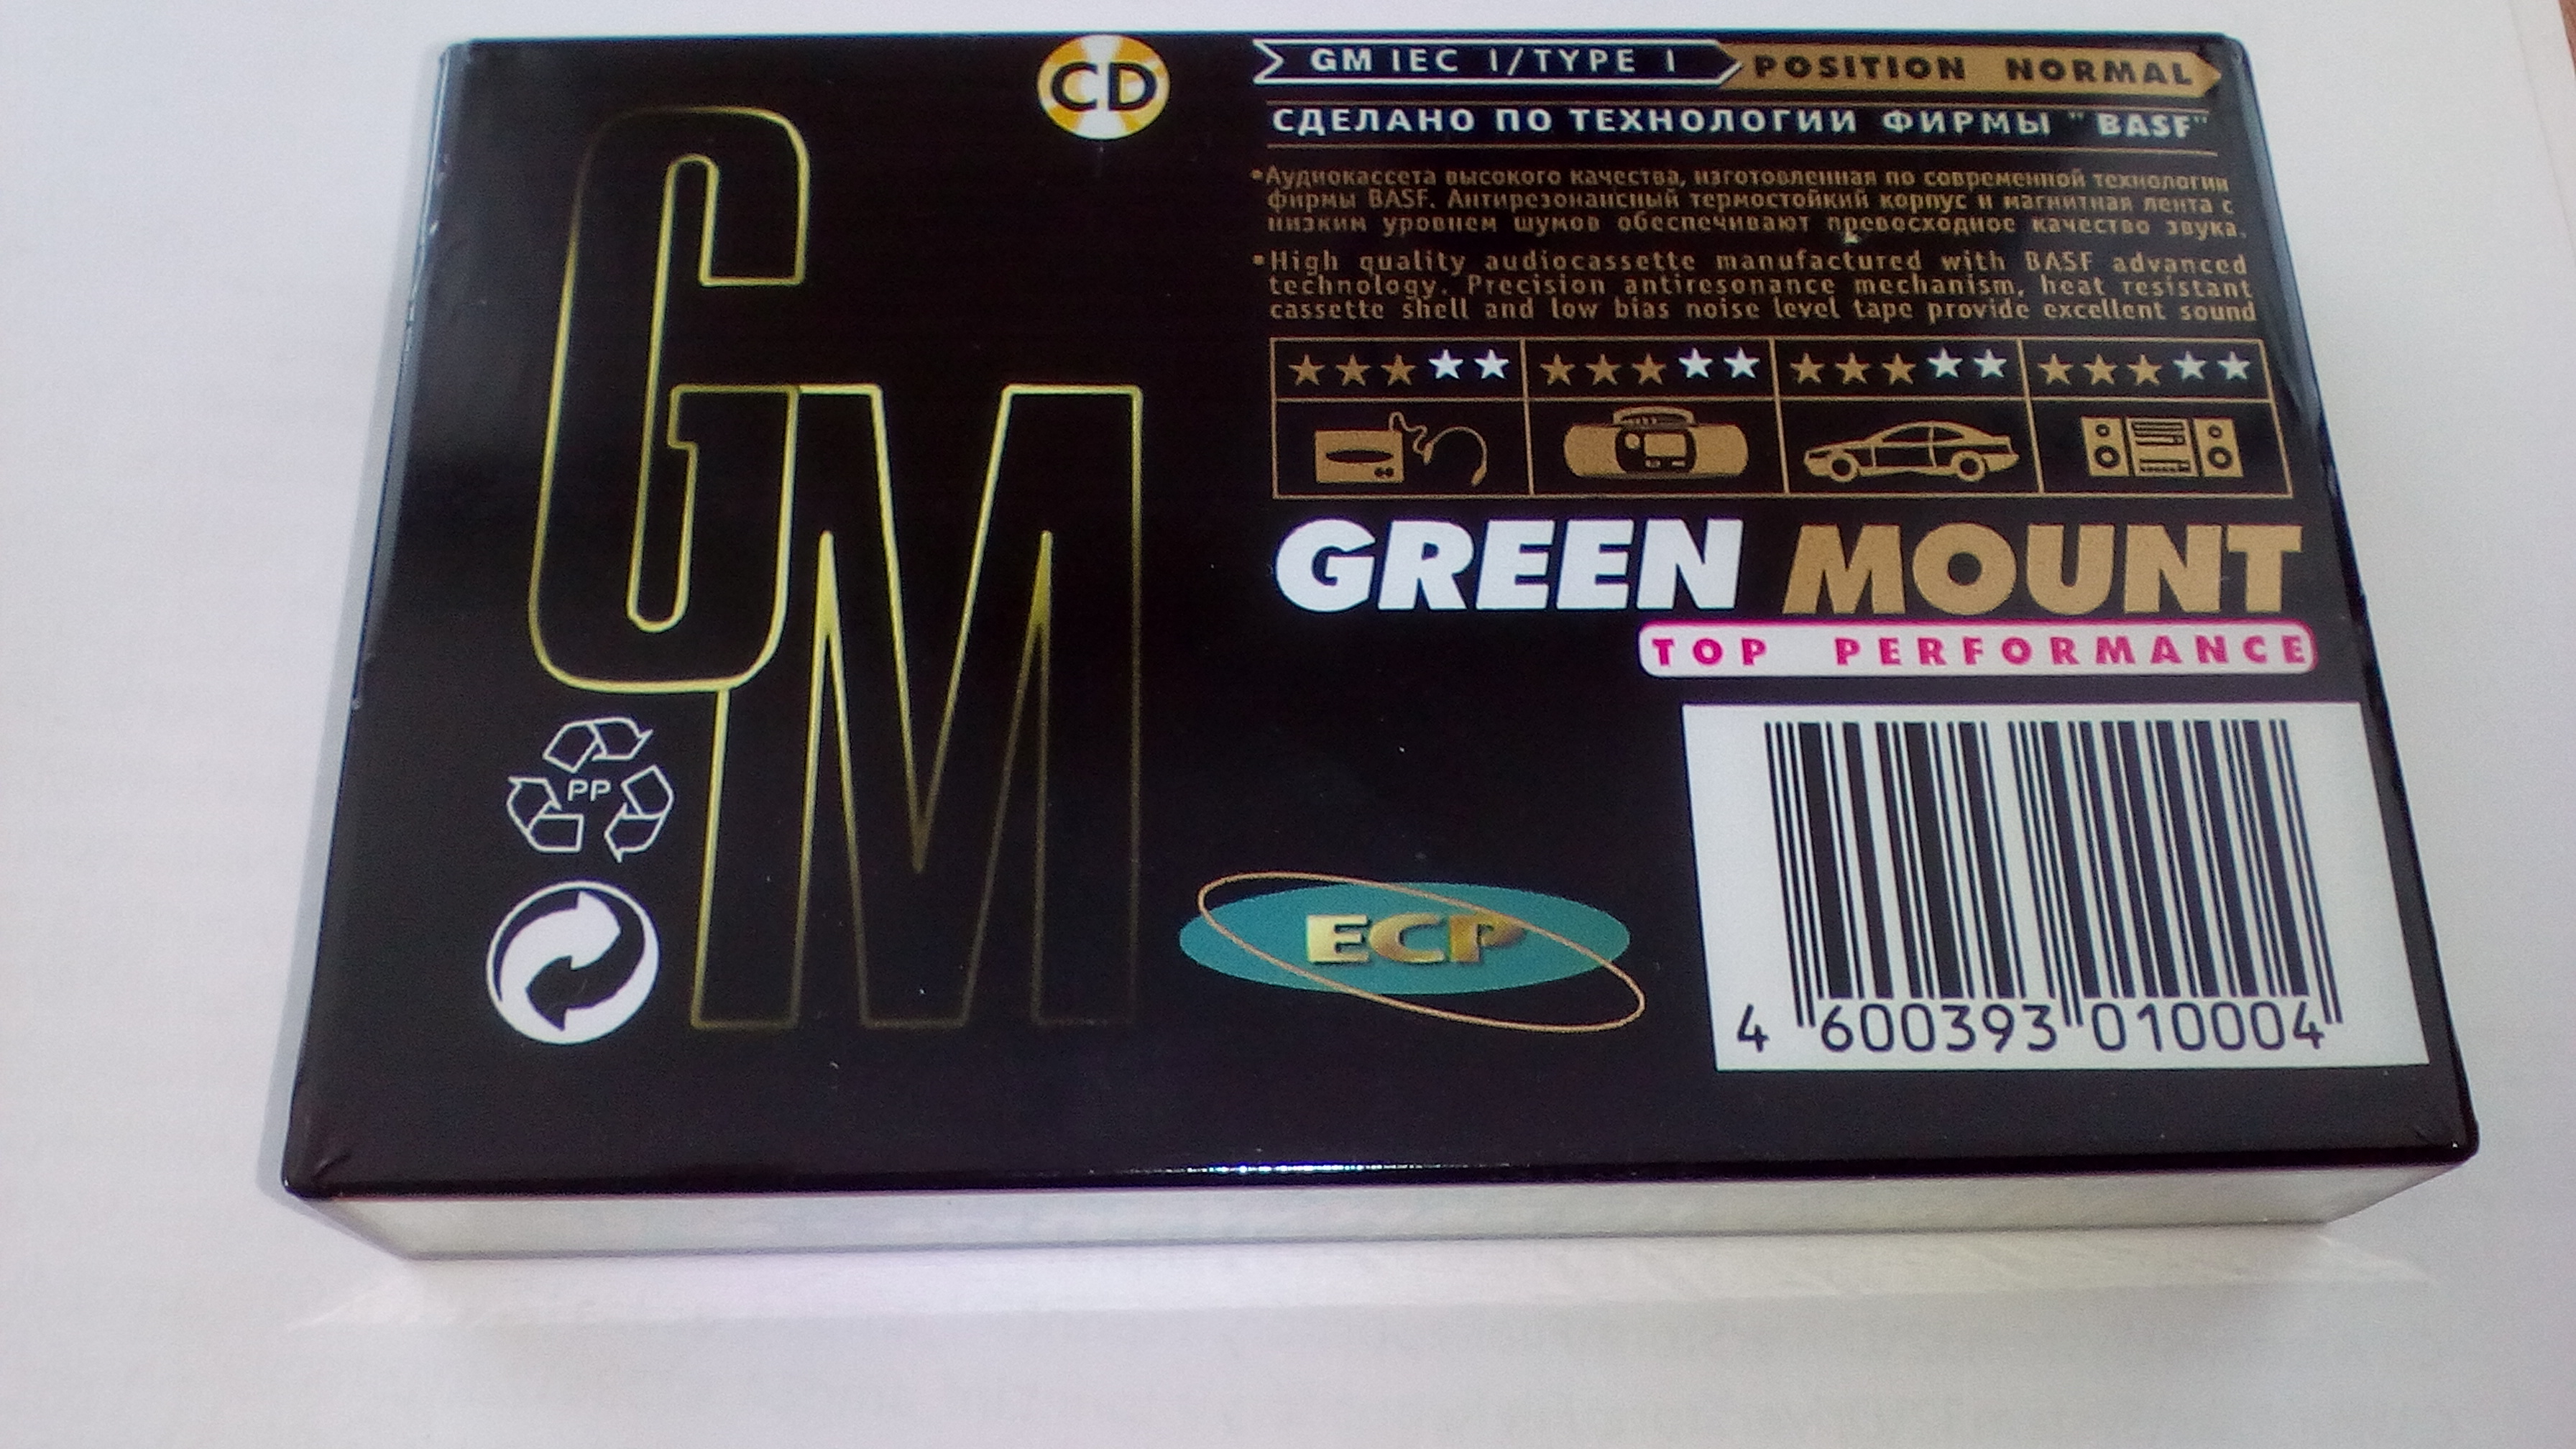 CD
GM IEC I/TYPE I POSITION NORMAL
СДЕЛАНО ПО ТЕХНОЛОГИИ ФИРМЫ "BASF"
•Аудиокассета высокого качества, изготовленная по современной технологии
фирмы BASF. Антирезонансный термостойкий корпус и магнитная лента с
низким уровнем шумов обеспечивают превосходное качество звука.
•High quality audiocassette manufactured with BASF advanced
technology. Precision antiresonance mechanism, heat resistant
cassette shell and low bias noise level tape provide excellent sound
GM
GREEN MOUNT
TOP PERFORMANCE
PP
ECP
4 600393 010004